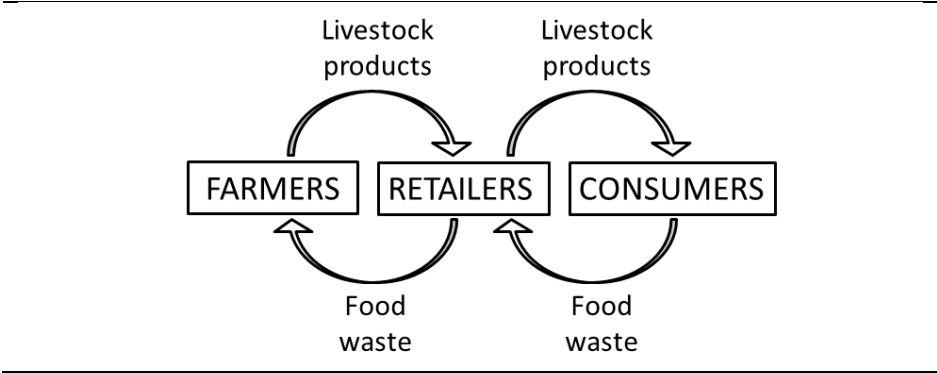 Livestock
products
Livestock
products
FARMERS
RETAILERS
CONSUMERS
Food
waste
Food
waste